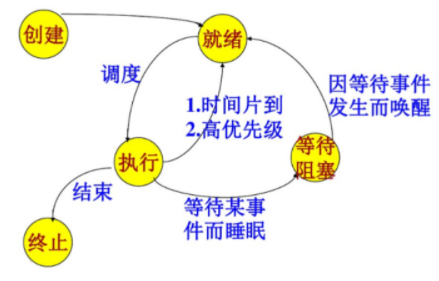 创建
就绪
调度
1.时间片到
2.高优先级
因等待事件
发生而唤醒
执行
等待
阻塞
结束
等待某事
件而睡眠
终止